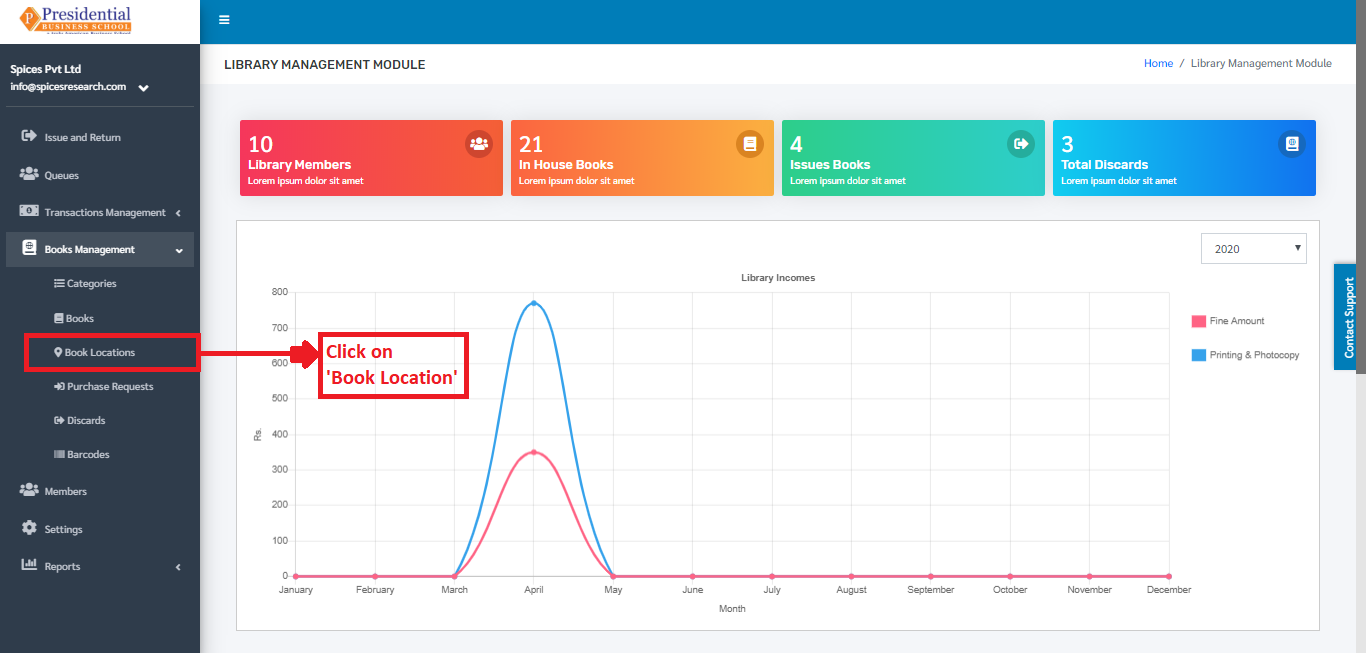 Presidential
BUSINESS SCHOOL
Spices Pvt Ltd
info@spicesresearch.com
Issue and Return
Queues
Transactions Management
Books Management
Categories
Books
Book Locations
Purchase Requests
Discards
Barcodes
Members
Settings
Reports
LIBRARY MANAGEMENT MODULE
Home / Library Management Module
10
Library Members
Lorem ipsum dolor sit amet
21
In House Books
Lorem ipsum dolor sit amet
4
Issues Books
Lorem ipsum dolor sit amet
3
Total Discards
Lorem ipsum dolor sit amet
2020
Library Incomes
800
700
600
500
400
300
200
100
0
Rs.
January February March April May June July August September October November December
Month
Fine Amount
Printing & Photocopy
Click on
'Book Location'
Contact Support